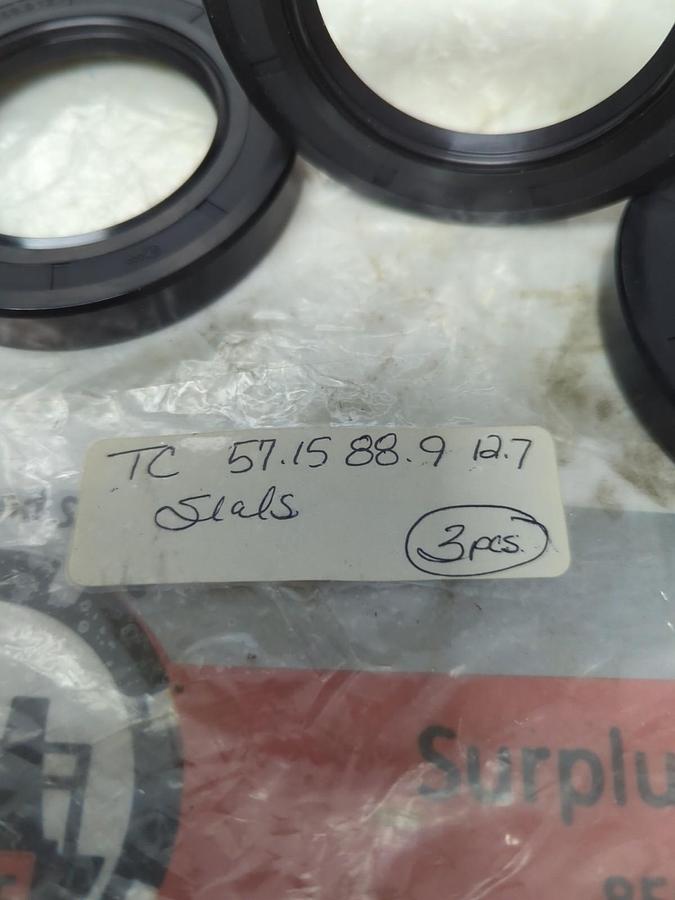 TC 57.15 88.9 12.7
Seals
3pcs.
Surplu